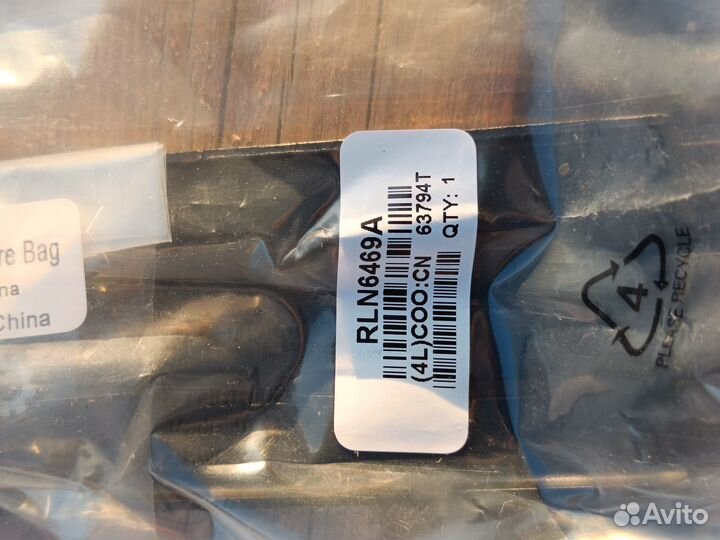 re Bag
na
China
RLN6469A
(4L)COO:CN 63794T
QTY: 1
4
PLEASE RECYCLE
Avito